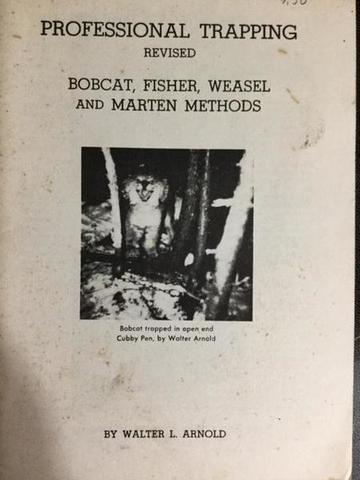 PROFESSIONAL TRAPPING
REVISED
BOBCAT, FISHER, WEASEL
AND MARTEN METHODS
Bobcat trapped in open end
Cubby Pen, by Walter Arnold
BY WALTER L. ARNOLD